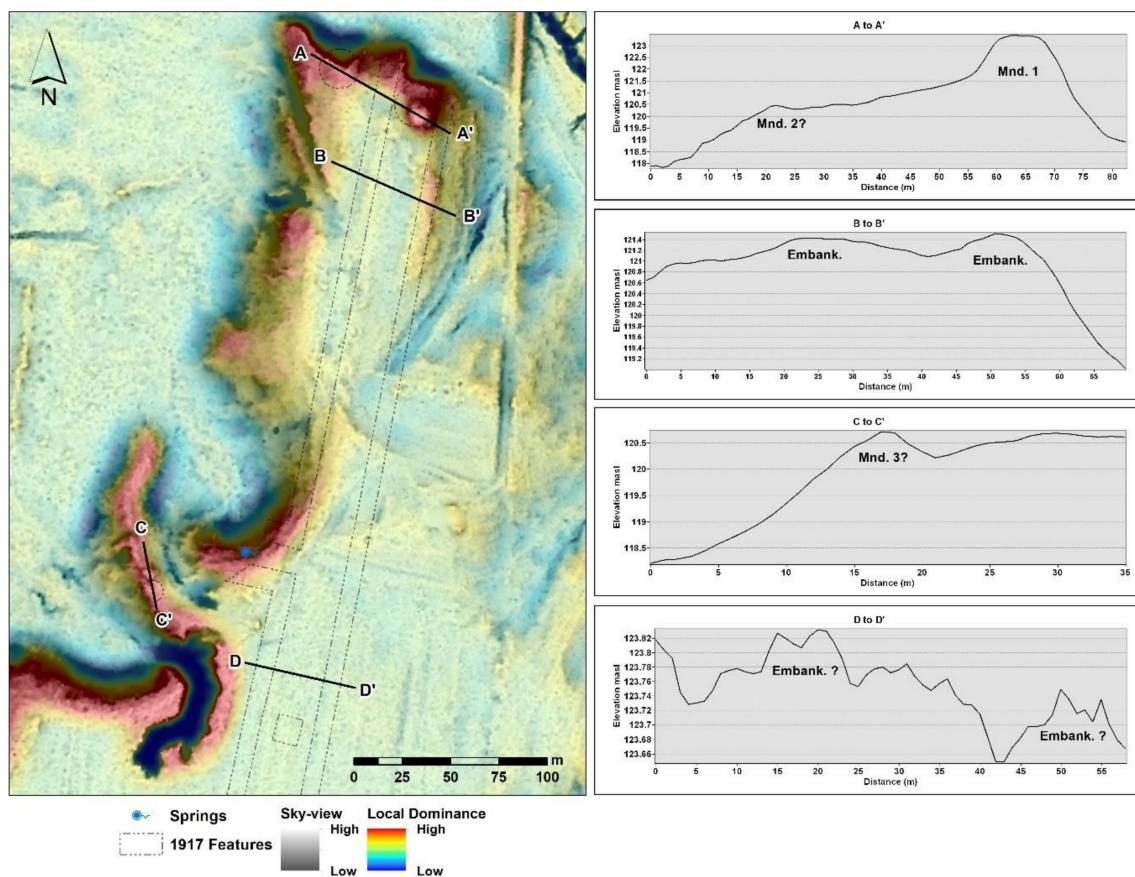 N
A
A'
B
B'
C
C'
D
D'
m
0 25 50 75 100
Springs
1917 Features
Sky-view
High
Low
Local Dominance
High
Low
A to A'
Elevation masl
123
122.5
122
121.5
121
120.5
120
119.5
119
118.5
118
Mnd. 1
Mnd. 2?
0 5 10 15 20 25 30 35 40 45 50 55 60 65 70 75 80
Distance (m)
B to B'
Elevation masl
121.4
121.2
121
120.8
120.6
120.4
120.2
120
119.8
119.6
119.4
119.2
Embank.
Embank.
0 5 10 15 20 25 30 35 40 45 50 55 60 65
Distance (m)
C to C'
Elevation masl
120.5
120
119.5
119
118.5
Mnd. 3?
0 5 10 15 20 25 30 35
Distance (m)
D to D'
Elevation masl
123.82
123.8
123.78
123.76
123.74
123.72
123.7
123.68
123.66
Embank. ?
Embank. ?
0 5 10 15 20 25 30 35 40 45 50 55
Distance (m)